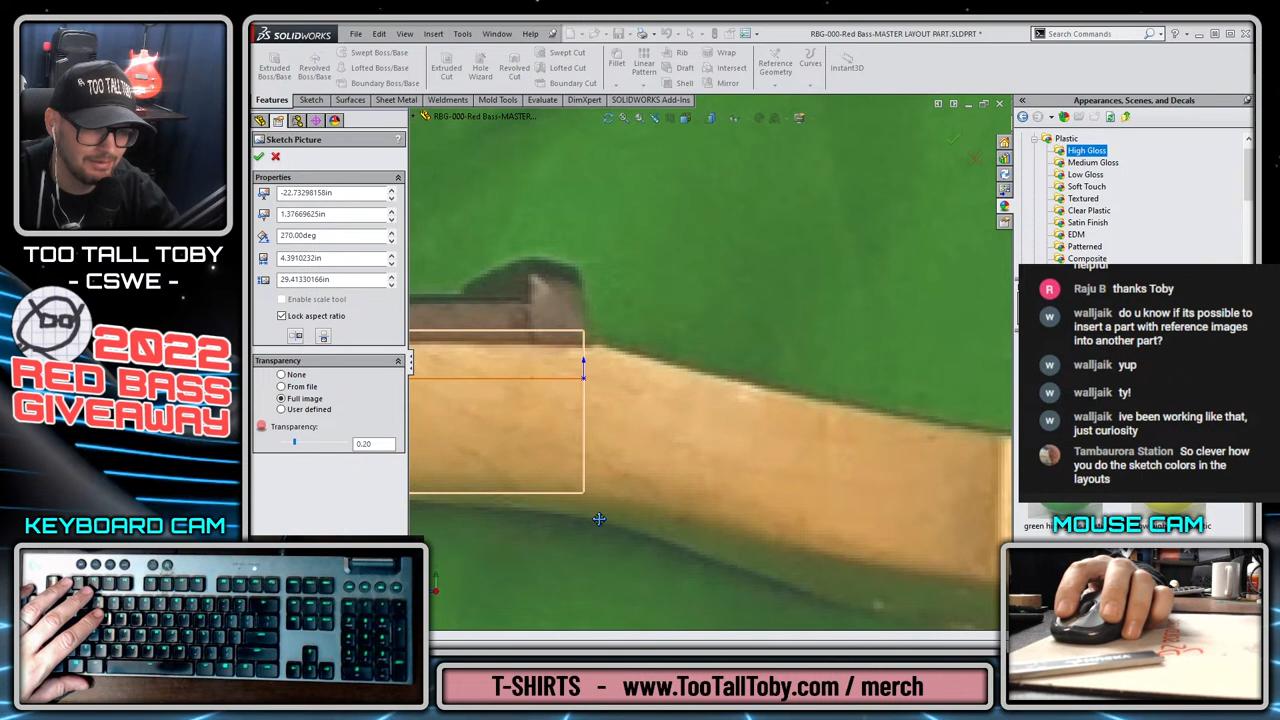 SOLIDWORKS
File Edit View Insert Tools Window Help
RBG-000-Red Bass-MASTER LAYOUT PART.SLDPRT *
Search Commands
Extruded Boss/Base
Revolved Boss/Base
Swept Boss/Base
Lofted Boss/Base
Boundary Boss/Base
Extruded Cut
Hole Wizard
Revolved Cut
Swept Cut
Lofted Cut
Boundary Cut
Fillet
Linear Pattern
Rib
Draft
Shell
Wrap
Intersect
Mirror
Reference Geometry
Curves
Instant3D
Features Sketch Surfaces Sheet Metal Weldments Mold Tools Evaluate DimXpert SOLIDWORKS Add-Ins
RBG-000-Red Bass-MASTER...
Sketch Picture ?
Properties
-22.73298158in
1.37669625in
270.00deg
4.3910232in
29.41330166in
Enable scale tool
Lock aspect ratio
Transparency
None
From file
Full image
User defined
Transparency:
0.20
Appearances, Scenes, and Decals
Plastic
High Gloss
Medium Gloss
Low Gloss
Soft Touch
Textured
Clear Plastic
Satin Finish
EDM
Patterned
Composite
helpful
R Raju B thanks Toby
w walljaik do u know if its possible to
insert a part with reference images
into another part?
w walljaik yup
w walljaik ty!
w walljaik ive been working like that,
just curiosity
Tambaurora Station So clever how
you do the sketch colors in the
layouts
TOO TALL TOBY
TOO TALL TOBY
- CSWE -
2022
RED BASS
GIVEAWAY
KEYBOARD CAM
MOUSE CAM
T-SHIRTS - www.TooTallToby.com / merch